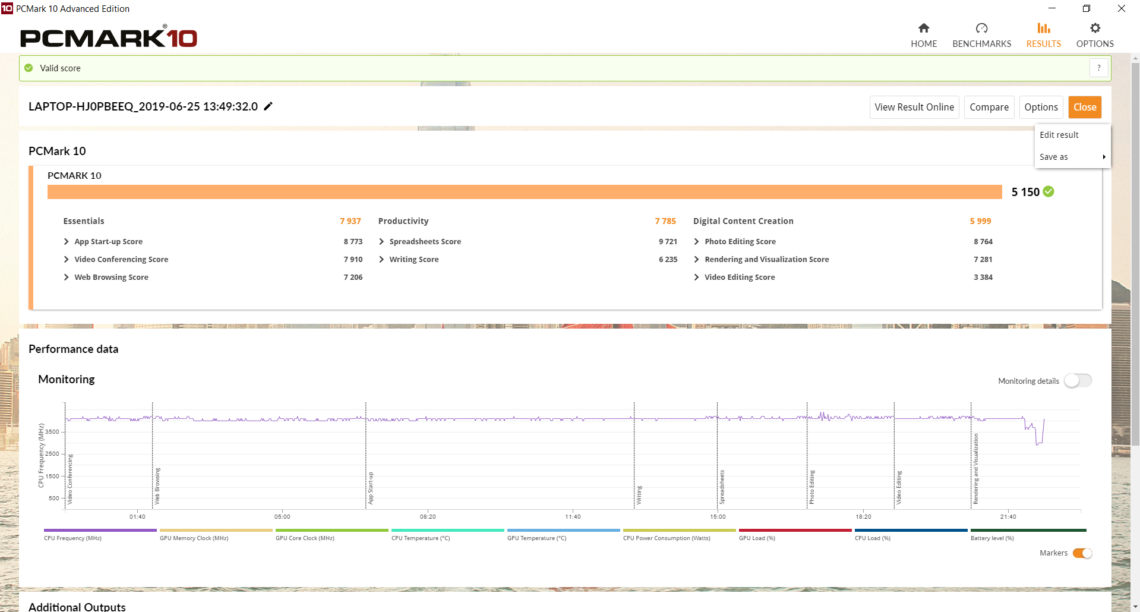 10 PCMark 10 Advanced Edition
PCMARK®10
HOME BENCHMARKS RESULTS OPTIONS
Valid score ?
LAPTOP-HJ0PBEEQ_2019-06-25 13:49:32.0
View Result Online Compare Options Close
Edit result
Save as
PCMark 10
PCMARK 10
5 150
Essentials 7 937 Productivity 7 785 Digital Content Creation 5 999
App Start-up Score 8 773 Spreadsheets Score 9 721 Photo Editing Score 8 764
Video Conferencing Score 7 910 Writing Score 6 235 Rendering and Visualization Score 7 281
Web Browsing Score 7 206 Video Editing Score 3 384
Performance data
Monitoring
Monitoring details
CPU Frequency (MHz)
3500
2500
1500
500
Video Conferencing
Web Browsing
App Start-up
Writing
Spreadsheets
Photo Editing
Video Editing
Rendering and Visualization
01:40 05:00 08:20 11:40 15:00 18:20 21:40
CPU Frequency (MHz) GPU Memory Clock (MHz) GPU Core Clock (MHz) CPU Temperature (°C) GPU Temperature (°C) CPU Power Consumption (Watts) GPU Load (%) CPU Load (%) Battery level (%)
Markers
Additional Outputs